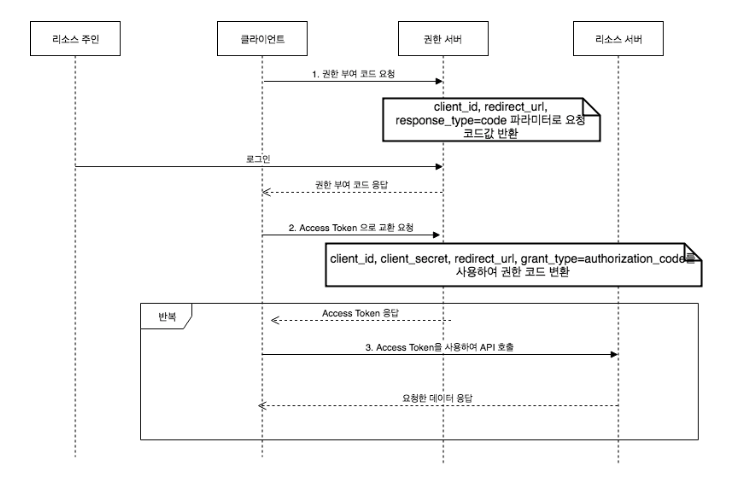 리소스 주인
클라이언트
권한 서버
리소스 서버
1. 권한 부여 코드 요청
client_id, redirect_url,
response_type=code 파라미터로 요청
코드값 반환
로그인
권한 부여 코드 응답
2. Access Token 으로 교환 요청
client_id, client_secret, redirect_url, grant_type=authorization_code를
사용하여 권한 코드 변환
반복
Access Token 응답
3. Access Token을 사용하여 API 호출
요청한 데이터 응답